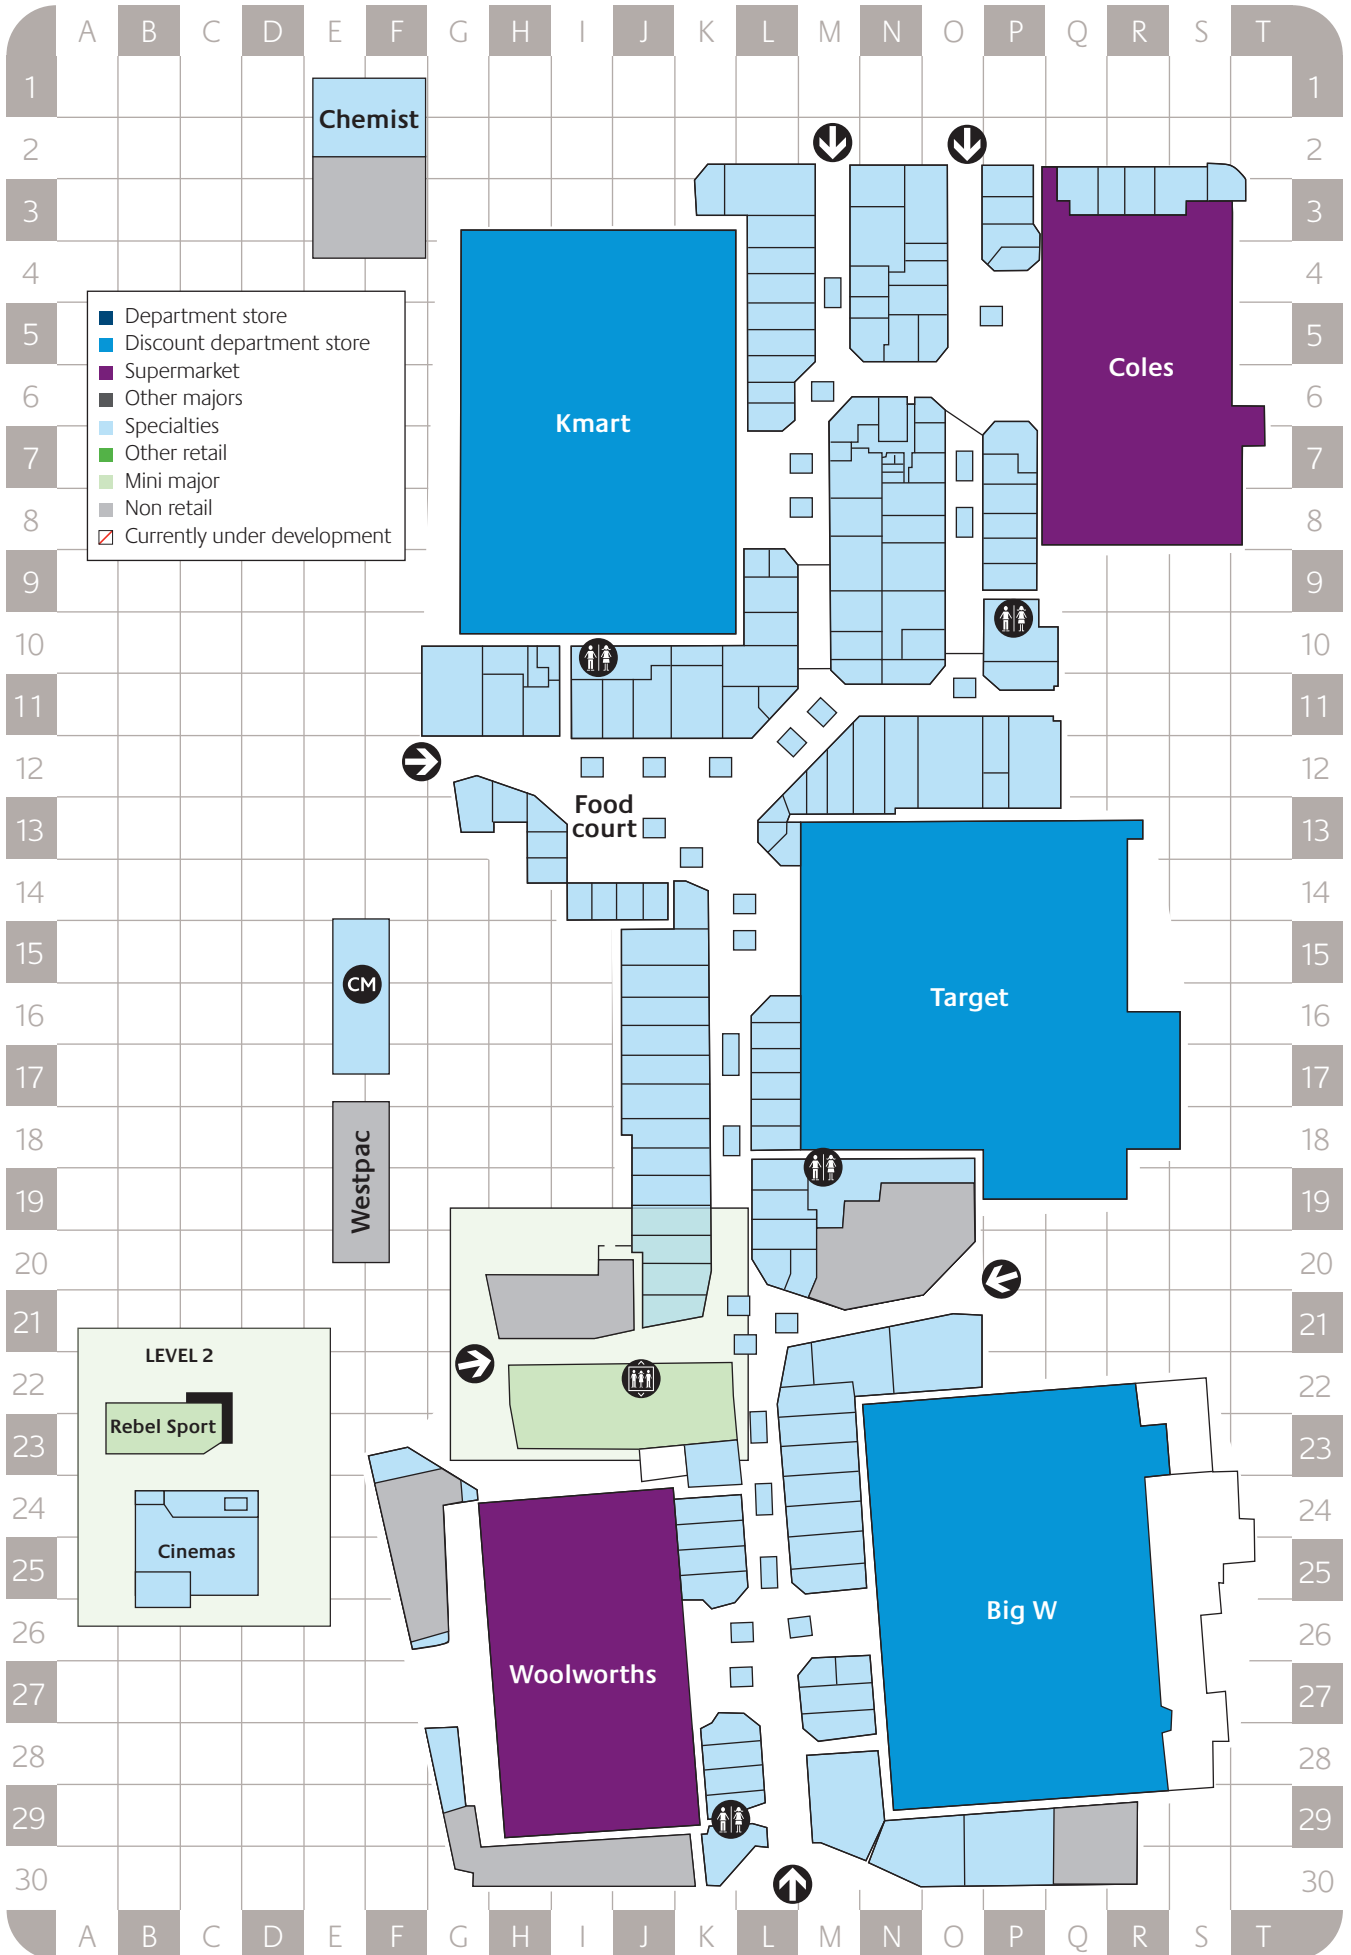 A B C D E F G H I J K L M N O P Q R S T
1 1
Chemist
2 2
3 3
4 4
Department store
Discount department store
Supermarket
Other majors
Specialties
Other retail
Mini major
Non retail
Currently under development
5 5
Coles
6 6
Kmart
7 7
8 8
9 9
10 10
11 11
12 12
Food
court
13 13
14 14
15 15
CM
Target
16 16
17 17
18 18
Westpac
19 19
20 20
21 21
LEVEL 2
22 22
Rebel Sport
23 23
24 24
Cinemas
25 25
Big W
26 26
Woolworths
27 27
28 28
29 29
30 30
A B C D E F G H I J K L M N O P Q R S T